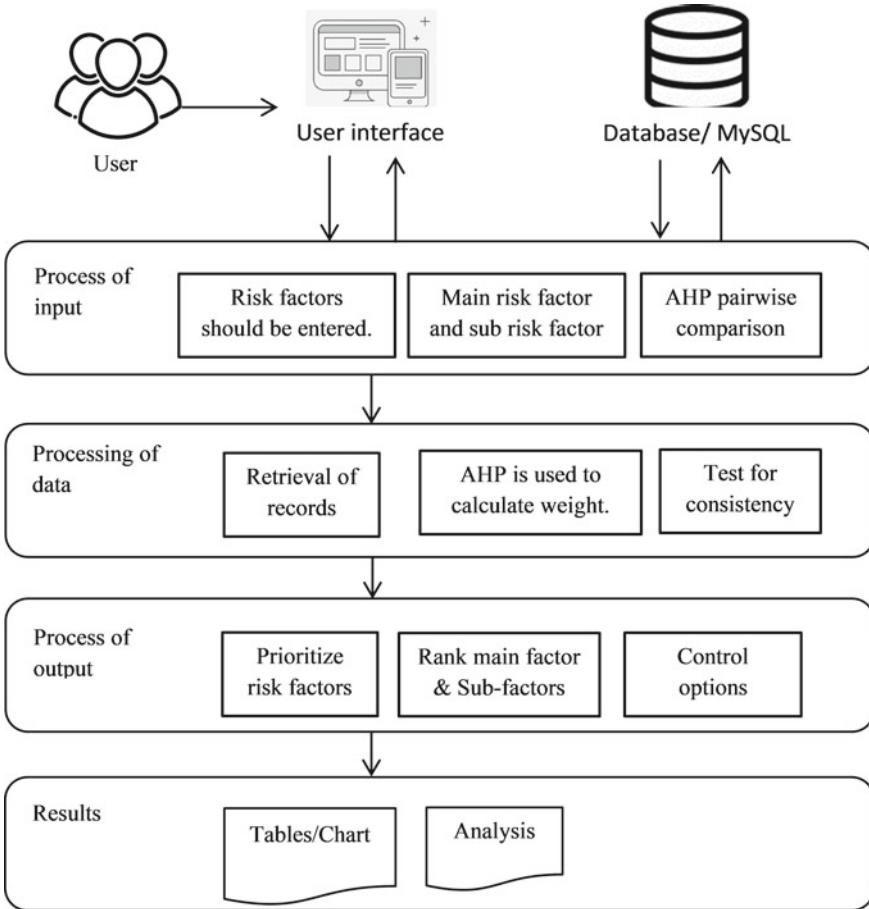 User
User interface
Database/ MySQL
Process of
input
Risk factors
should be entered.
Main risk factor
and sub risk factor
AHP pairwise
comparison
Processing of
data
Retrieval of
records
AHP is used to
calculate weight.
Test for
consistency
Process of
output
Prioritize
risk factors
Rank main factor
& Sub-factors
Control
options
Results
Tables/Chart
Analysis